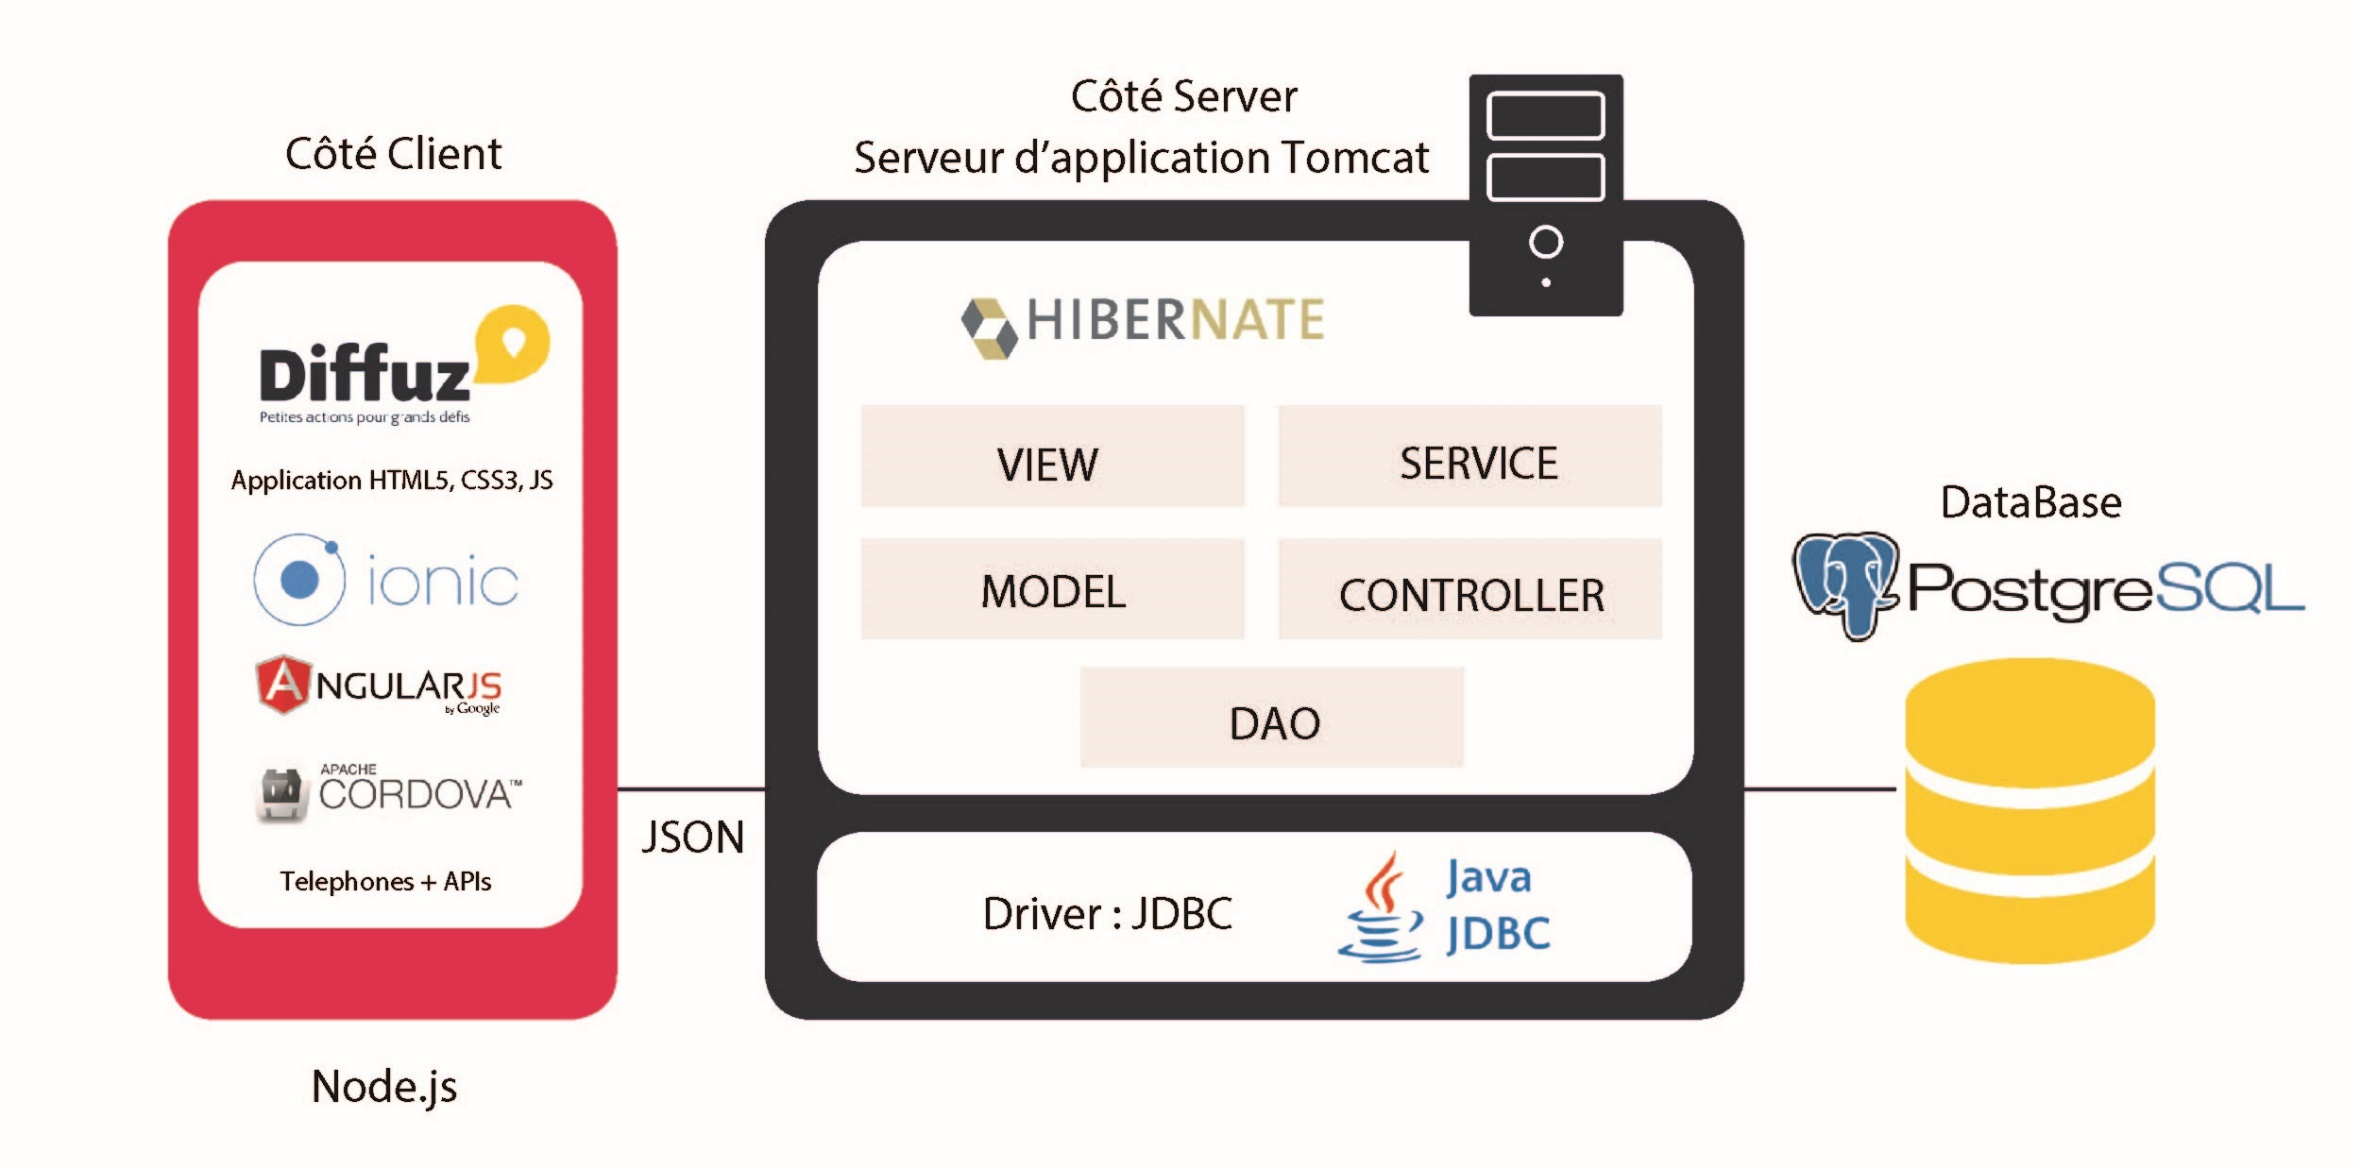 Côté Client
Diffuz
Petites actions pour grands défis
Application HTML5, CSS3, JS
ionic
ANGULARJS
by Google
APACHE
CORDOVA™
Telephones + APIs
Node.js
JSON
Côté Server
Serveur d'application Tomcat
HIBERNATE
VIEW
SERVICE
MODEL
CONTROLLER
DAO
Driver : JDBC
Java
JDBC
DataBase
PostgreSQL